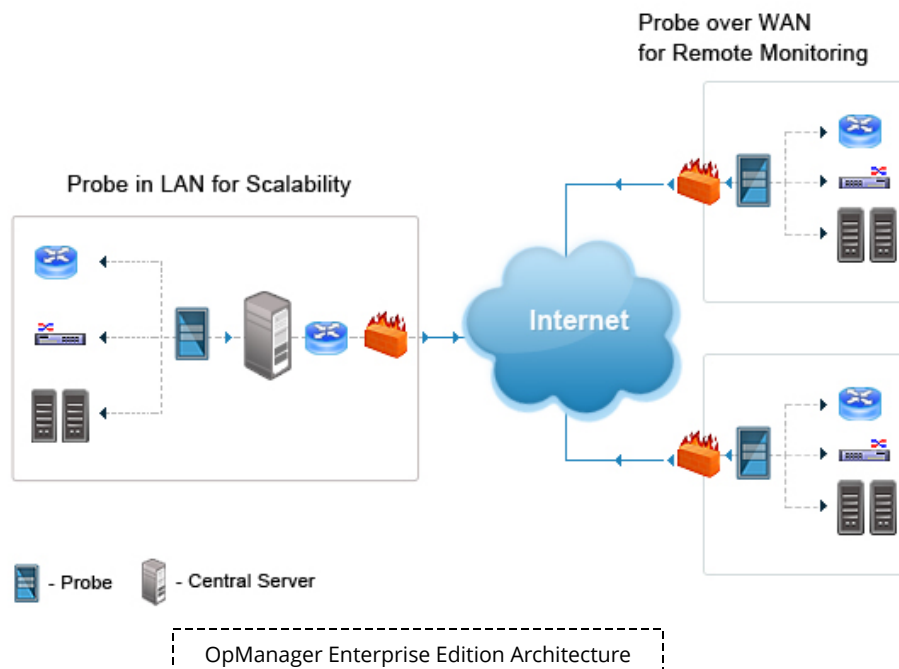 Probe over WAN
for Remote Monitoring
Probe in LAN for Scalability
Internet
- Probe
- Central Server
OpManager Enterprise Edition Architecture